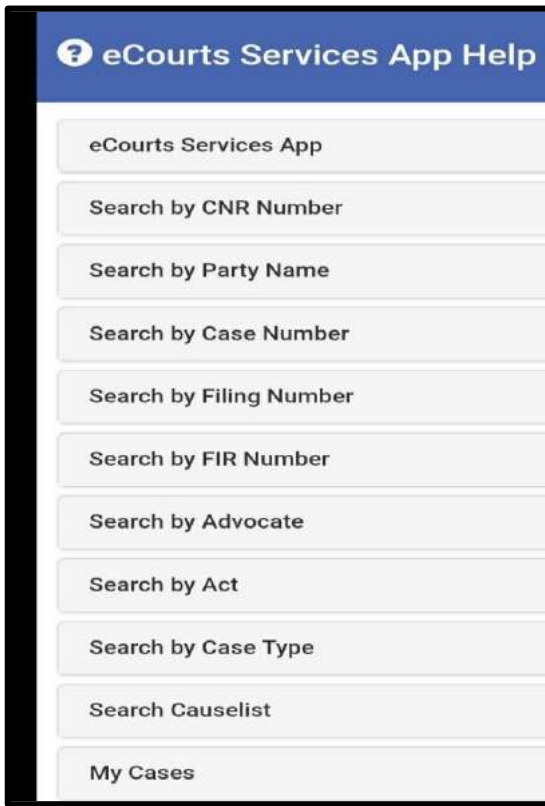 ? eCourts Services App Help
eCourts Services App
Search by CNR Number
Search by Party Name
Search by Case Number
Search by Filing Number
Search by FIR Number
Search by Advocate
Search by Act
Search by Case Type
Search Causelist
My Cases